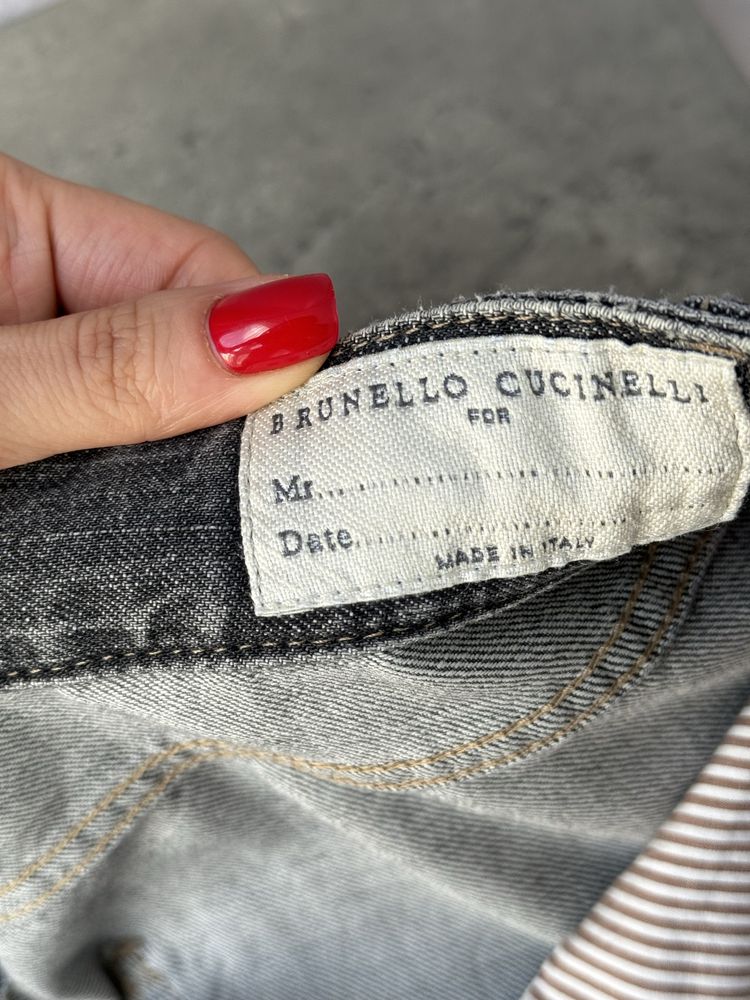 BRUNELLO CUCINELLI
FOR
Mr..............................
Date..............................
MADE IN ITALY